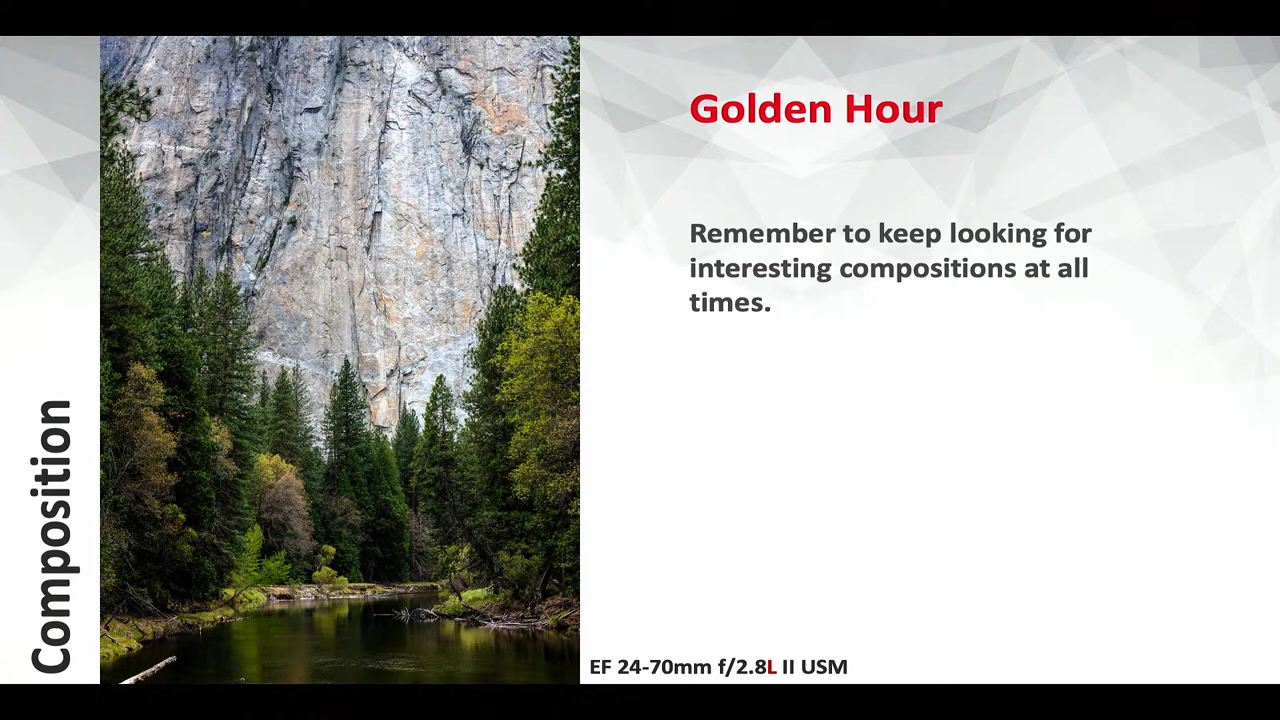 Golden Hour
Remember to keep looking for
interesting compositions at all
times.
Composition
EF 24-70mm f/2.8L II USM